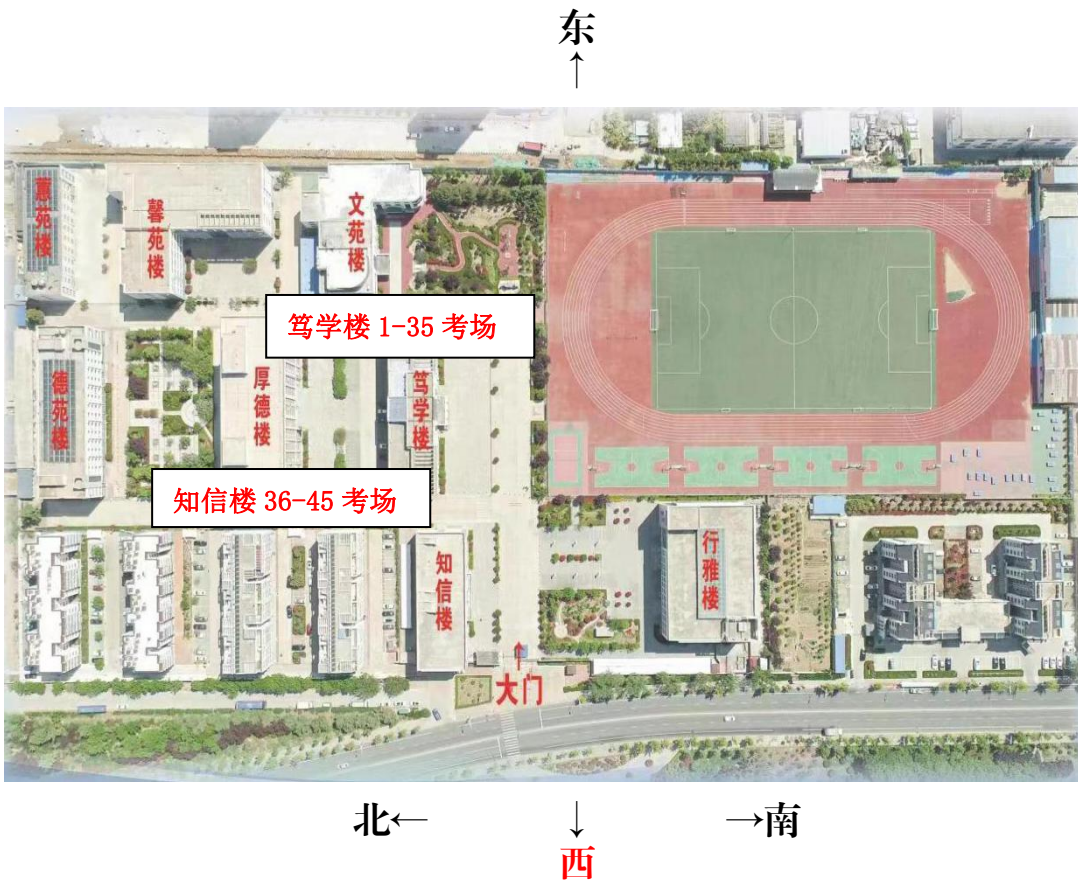 东
↑
蕙苑楼
馨苑楼
文苑楼
笃学楼 1-35 考场
德苑楼
厚德楼
笃学楼
知信楼 36-45 考场
知信楼
行雅楼
↑
大门
北←
↓
→南
西